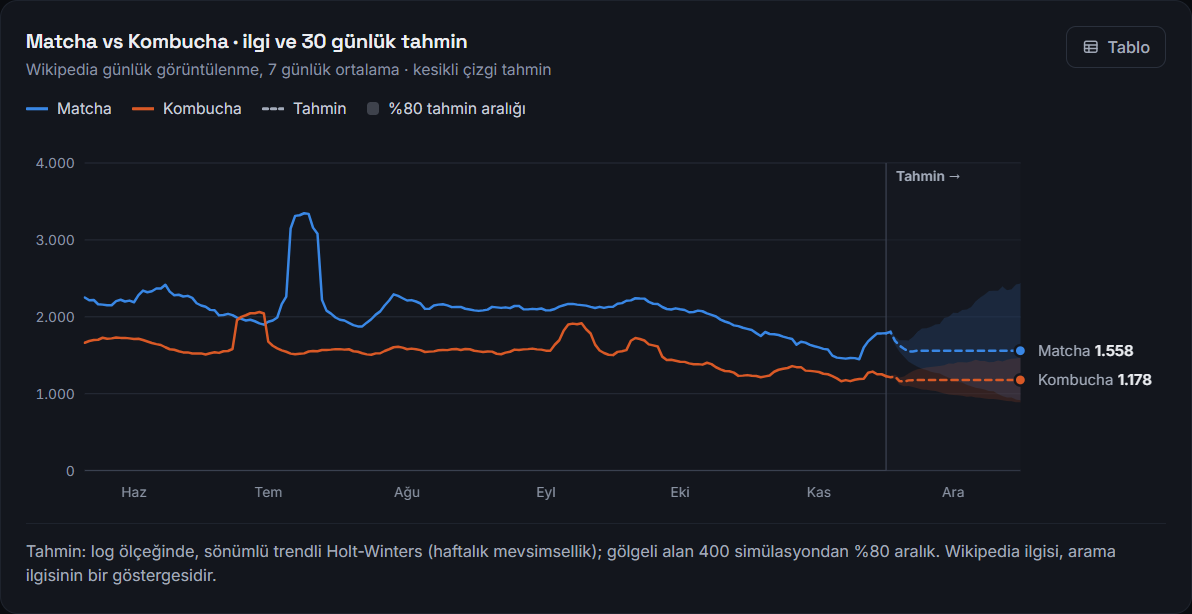 Matcha vs Kombucha · ilgi ve 30 günlük tahmin
Wikipedia günlük görüntülenme, 7 günlük ortalama · kesikli çizgi tahmin
Tablo
Matcha
Kombucha
Tahmin
%80 tahmin aralığı
4.000
3.000
2.000
1.000
0
Tahmin →
Matcha 1.558
Kombucha 1.178
Haz
Tem
Ağu
Eyl
Eki
Kas
Ara
Tahmin: log ölçeğinde, sönümlü trendli Holt-Winters (haftalık mevsimsellik); gölgeli alan 400 simülasyondan %80 aralık. Wikipedia ilgisi, arama
ilgisinin bir göstergesidir.